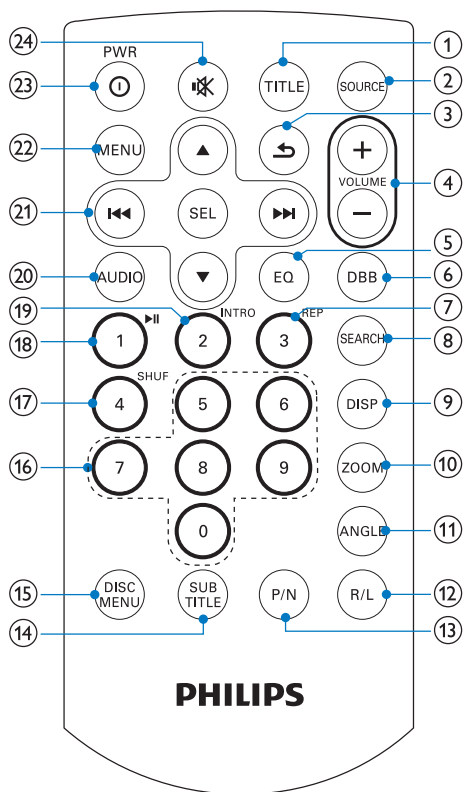 24
1
PWR
23
TITLE
SOURCE
2
3
22
MENU
+
VOLUME
4
−
21
SEL
5
20
AUDIO
EQ
DBB
6
7
19
INTRO
REP
18
1
2
3
SEARCH
8
SHUF
17
4
5
6
DISP
9
16
7
8
9
ZOOM
10
0
ANGLE
11
15
DISC
MENU
SUB
TITLE
P/N
R/L
12
14
13
PHILIPS